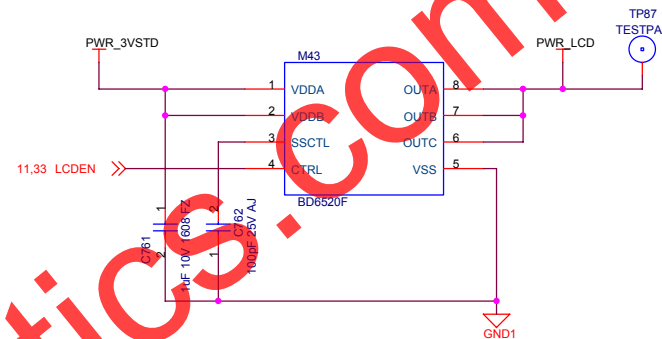 TP87
TESTPA
PWR_3VSTD
PWR_LCD
M43
1 VDDA OUTA 8
2 VDDB OUTB 7
3 SSCTL OUTC 6
4 CTRL VSS 5
11,33 LCDEN
BD6520F
1
2
C761
1uF 10V 1608 FZ
2
1
C762
100pF 25V AJ
GND1
tics.com